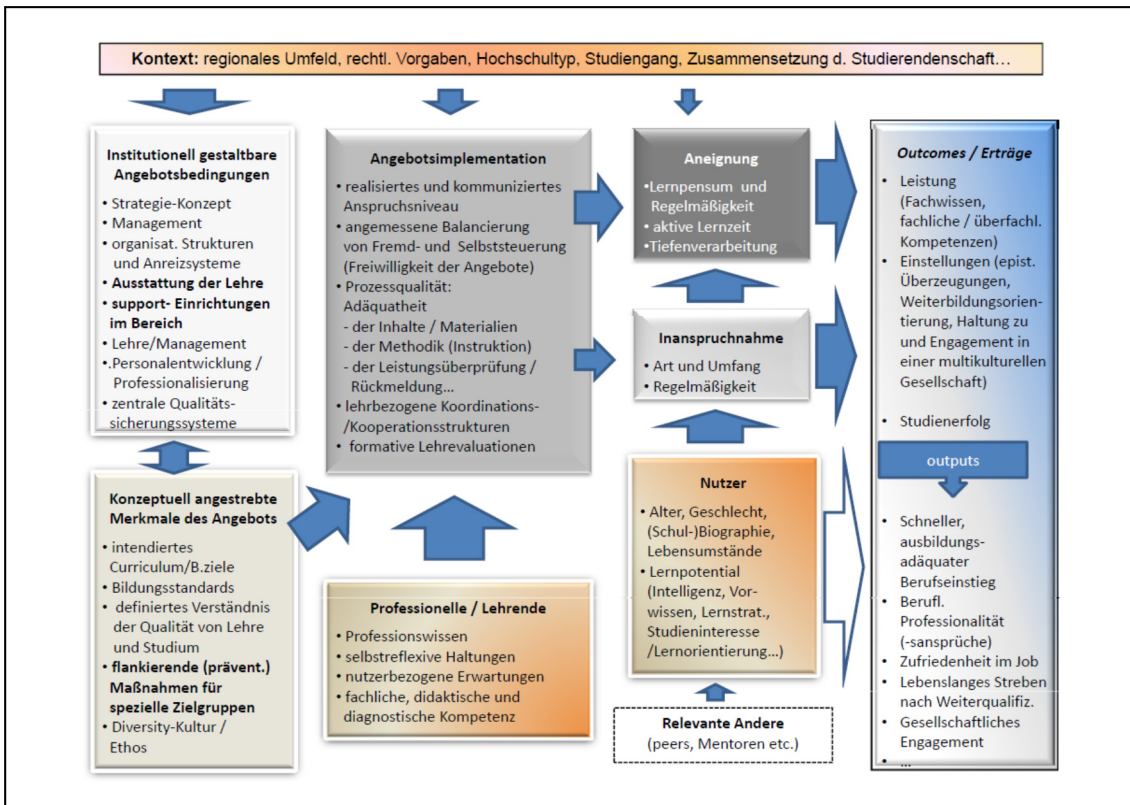 Kontext: regionales Umfeld, rechtl. Vorgaben, Hochschultyp, Studiengang, Zusammensetzung d. Studierendenschaft…
Institutionell gestaltbare
Angebotsbedingungen
• Strategie-Konzept
• Management
• organisat. Strukturen
und Anreizsysteme
• Ausstattung der Lehre
• support- Einrichtungen
im Bereich
• Lehre/Management
•.Personalentwicklung /
Professionalisierung
• zentrale Qualitäts-
sicherungssysteme
Konzeptuell angestrebte
Merkmale des Angebots
• intendiertes
Curriculum/B.ziele
• Bildungsstandards
• definiertes Verständnis
der Qualität von Lehre
und Studium
• flankierende (prävent.)
Maßnahmen für
spezielle Zielgruppen
• Diversity-Kultur /
Ethos
Angebotsimplementation
• realisiertes und kommuniziertes
Anspruchsniveau
• angemessene Balancierung
von Fremd- und Selbststeuerung
(Freiwilligkeit der Angebote)
• Prozessqualität:
Adäquatheit
- der Inhalte / Materialien
- der Methodik (Instruktion)
- der Leistungsüberprüfung /
Rückmeldung…
• lehrbezogene Koordinations-
/Kooperationsstrukturen
• formative Lehrevaluationen
Professionelle / Lehrende
• Professionswissen
• selbstreflexive Haltungen
• nutzerbezogene Erwartungen
• fachliche, didaktische und
diagnostische Kompetenz
Aneignung
•Lernpensum und
Regelmäßigkeit
• aktive Lernzeit
•Tiefenverarbeitung
Inanspruchnahme
• Art und Umfang
• Regelmäßigkeit
Nutzer
• Alter, Geschlecht,
(Schul-)Biographie,
Lebensumstände
• Lernpotential
(Intelligenz, Vor-
wissen, Lernstrat.,
Studieninteresse
/Lernorientierung…)
Relevante Andere
(peers, Mentoren etc.)
Outcomes / Erträge
• Leistung
(Fachwissen,
fachliche / überfachl.
Kompetenzen)
• Einstellungen (epist.
Überzeugungen,
Weiterbildungsorien-
tierung, Haltung zu
und Engagement in
einer multikulturellen
Gesellschaft)
• Studienerfolg
outputs
• Schneller,
ausbildungs-
adäquater
Berufseinstieg
• Berufl.
Professionalität
(-sansprüche)
• Zufriedenheit im Job
• Lebenslanges Streben
nach Weiterqualifiz.
• Gesellschaftliches
Engagement
• …